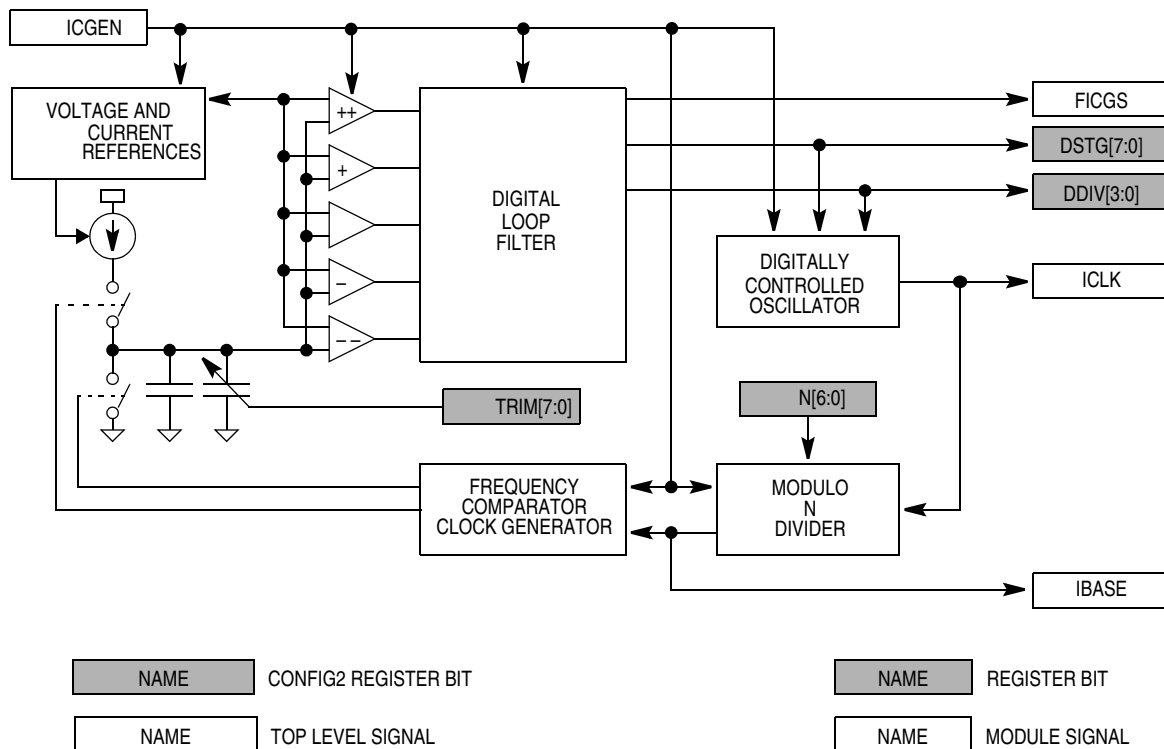 ICGEN
VOLTAGE AND
CURRENT
REFERENCES
++
+
-
--
DIGITAL
LOOP
FILTER
FICGS
DSTG[7:0]
DDIV[3:0]
DIGITALLY
CONTROLLED
OSCILLATOR
ICLK
TRIM[7:0]
N[6:0]
FREQUENCY
COMPARATOR
CLOCK GENERATOR
MODULO
N
DIVIDER
IBASE
NAME CONFIG2 REGISTER BIT
NAME REGISTER BIT
NAME TOP LEVEL SIGNAL
NAME MODULE SIGNAL